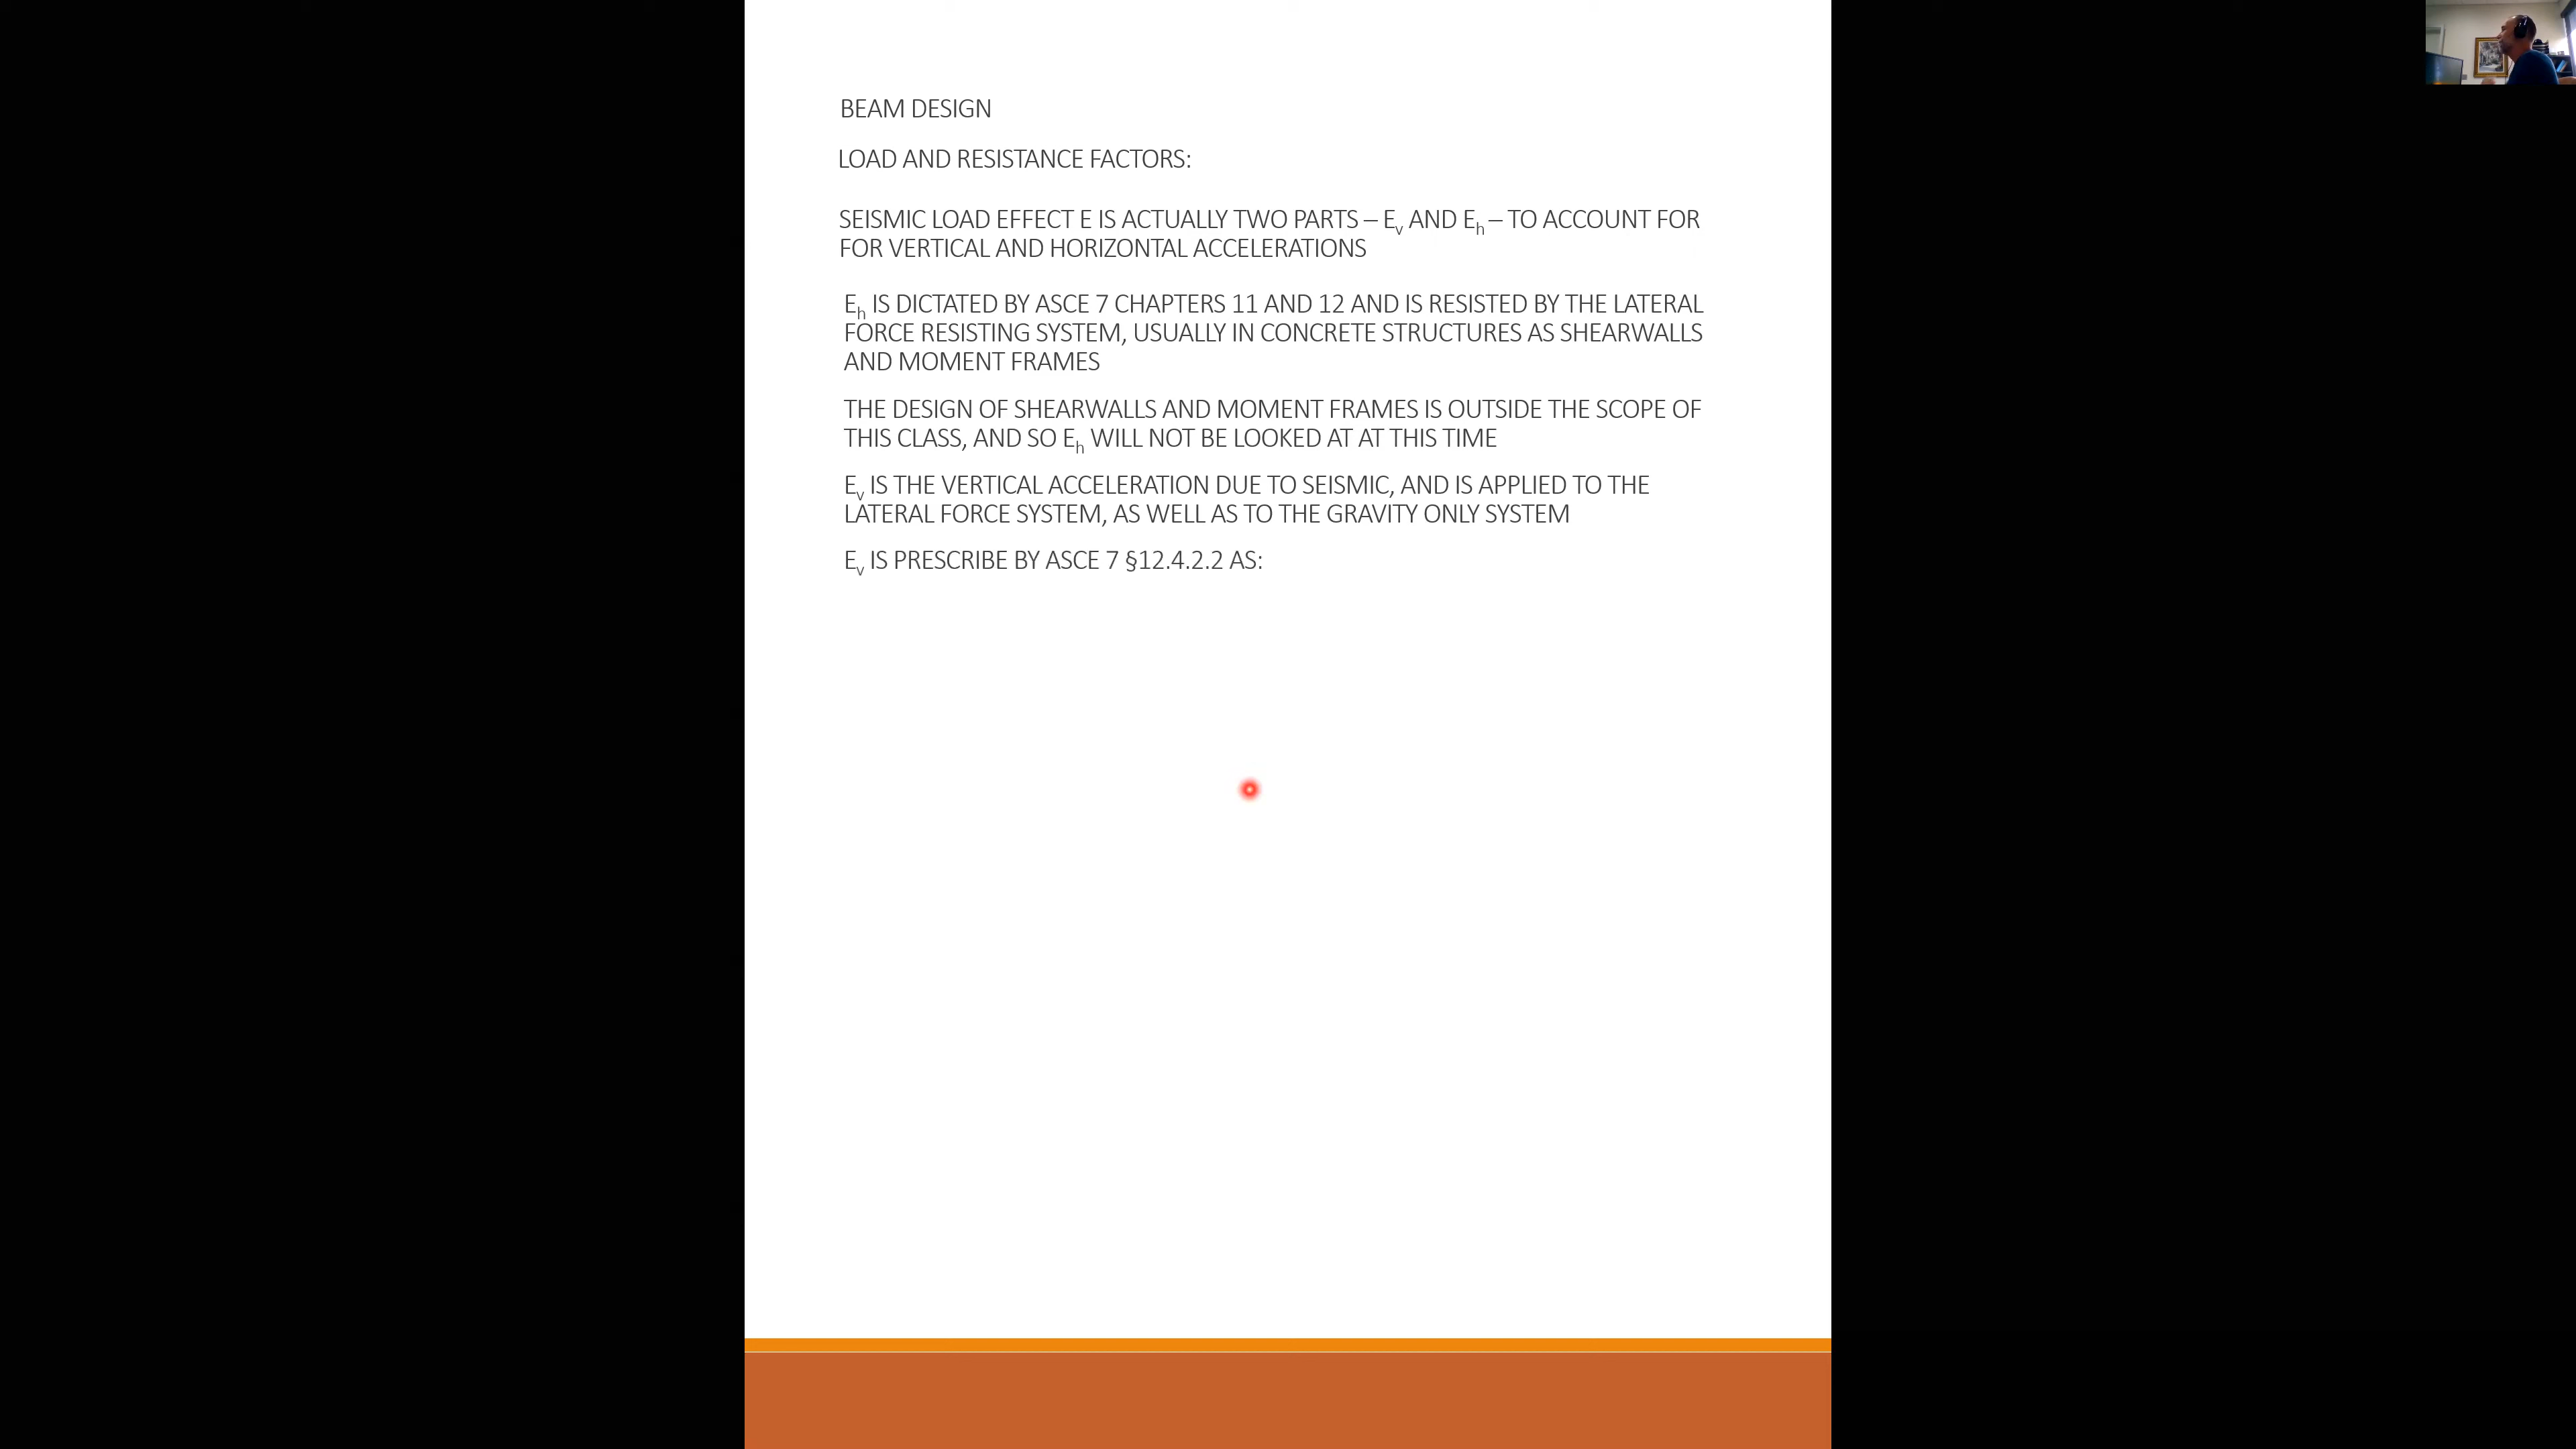 BEAM DESIGN
LOAD AND RESISTANCE FACTORS:
SEISMIC LOAD EFFECT E IS ACTUALLY TWO PARTS – Ev AND Eh – TO ACCOUNT FOR
FOR VERTICAL AND HORIZONTAL ACCELERATIONS
Eh IS DICTATED BY ASCE 7 CHAPTERS 11 AND 12 AND IS RESISTED BY THE LATERAL
FORCE RESISTING SYSTEM, USUALLY IN CONCRETE STRUCTURES AS SHEARWALLS
AND MOMENT FRAMES
THE DESIGN OF SHEARWALLS AND MOMENT FRAMES IS OUTSIDE THE SCOPE OF
THIS CLASS, AND SO Eh WILL NOT BE LOOKED AT AT THIS TIME
Ev IS THE VERTICAL ACCELERATION DUE TO SEISMIC, AND IS APPLIED TO THE
LATERAL FORCE SYSTEM, AS WELL AS TO THE GRAVITY ONLY SYSTEM
Ev IS PRESCRIBE BY ASCE 7 §12.4.2.2 AS: